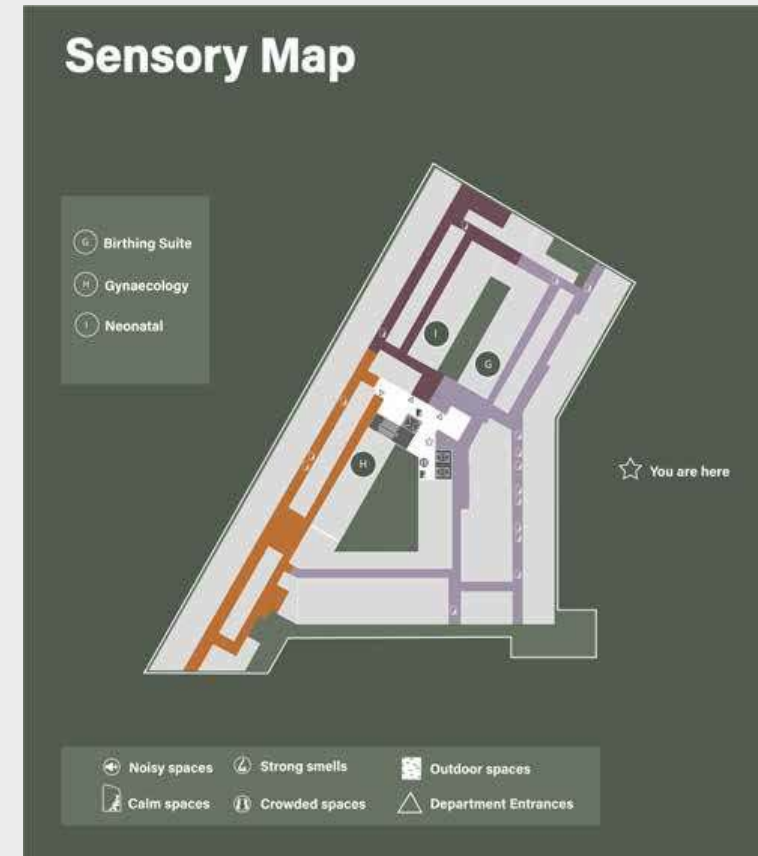 Sensory Map
G Birthing Suite
H Gynaecology
I Neonatal
I
G
H
You are here
Noisy spaces
Strong smells
Outdoor spaces
Calm spaces
Crowded spaces
Department Entrances